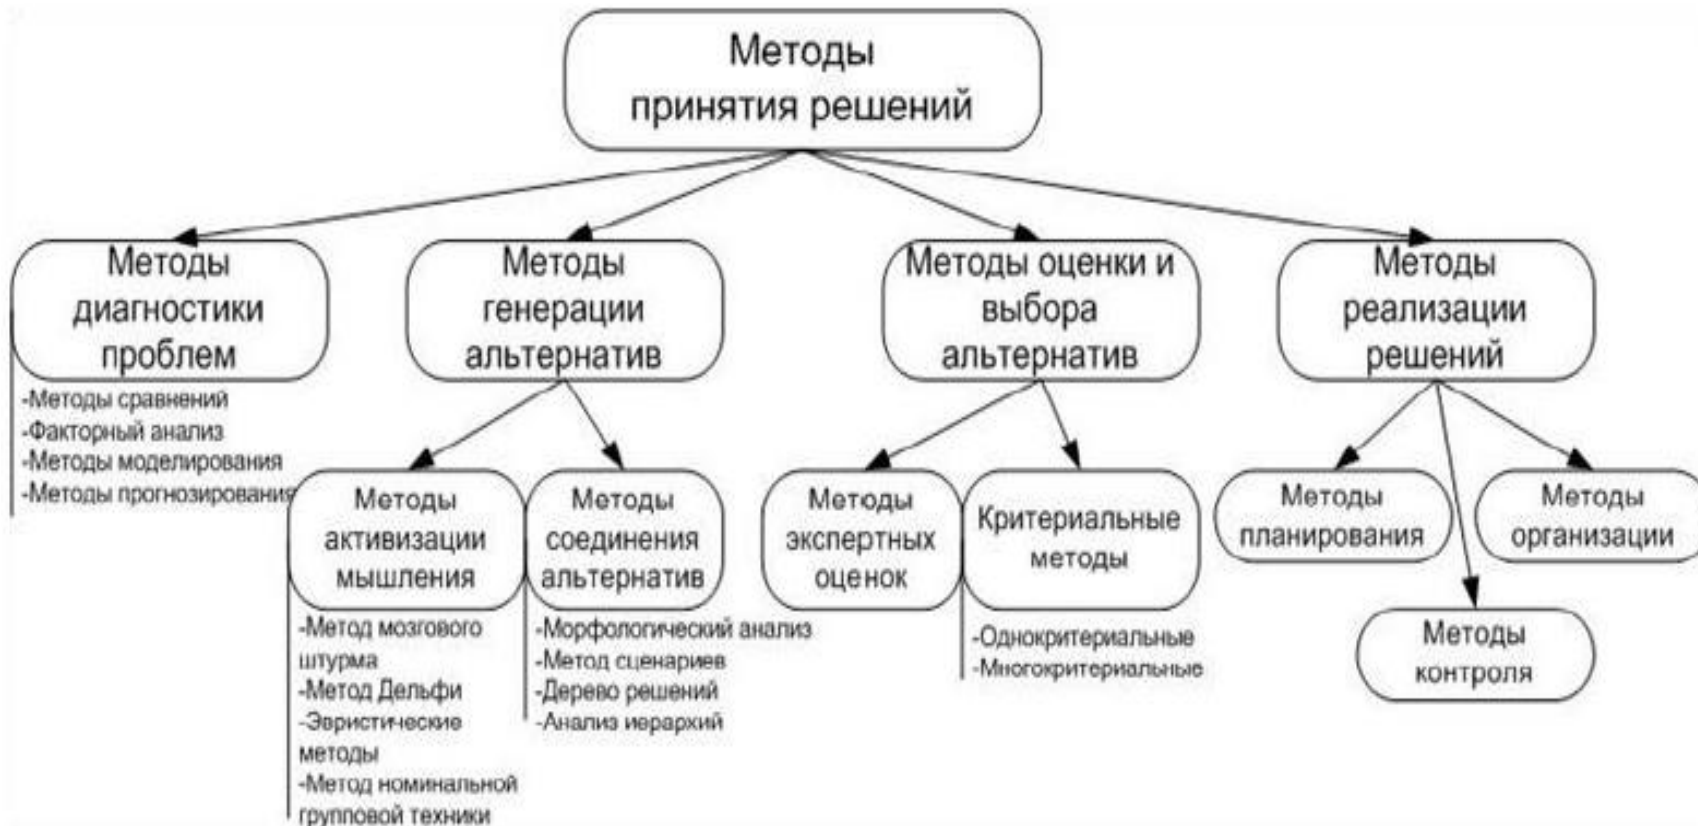 Методы
принятия решений
Методы
диагностики
проблем
-Методы сравнений
-Факторный анализ
-Методы моделирования
-Методы прогнозирования
Методы
генерации
альтернатив
Методы
активизации
мышления
-Метод мозгового
штурма
-Метод Дельфи
-Эвристические
методы
-Метод номинальной
групповой техники
Методы
соединения
альтернатив
-Морфологический анализ
-Метод сценариев
-Дерево решений
-Анализ иерархий
Методы оценки и
выбора
альтернатив
Метюды
экспертных
оценок
Критериальные
методы
-Однокритериальные
-Многокритериальные
Методы
реализации
решений
Методы
планирования
Методы
организации
Методы
контроля